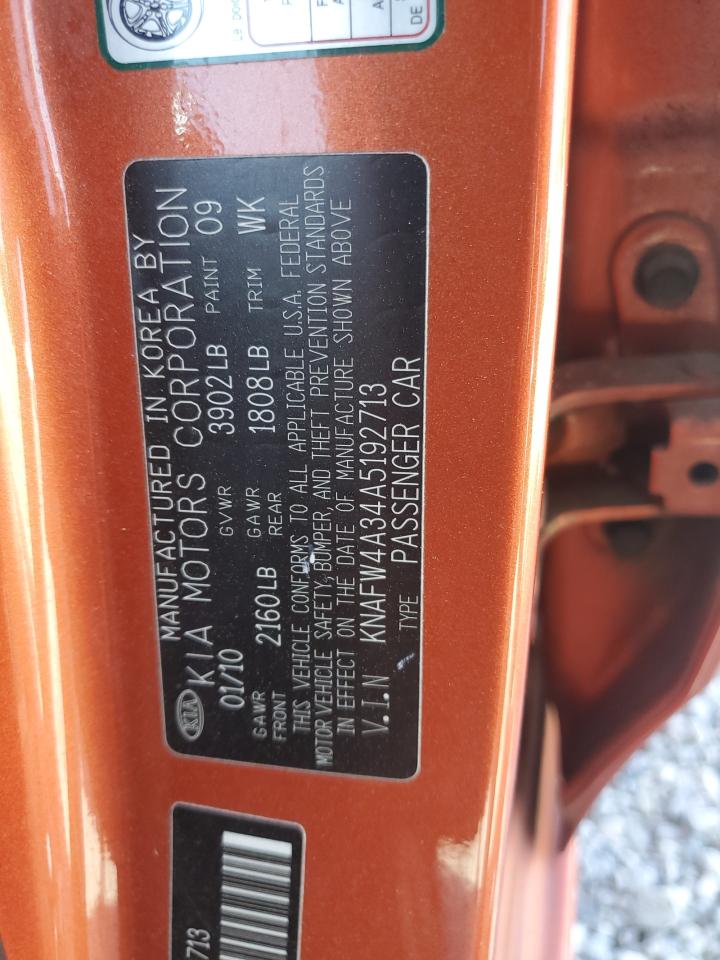 MANUFACTURED IN KOREA BY
KIA KIA MOTORS CORPORATION
01/10 GVWR 3902LB PAINT 09
GAWR FRONT 2160LB GAWR REAR 1808LB TRIM WK
THIS VEHICLE CONFORMS TO ALL APPLICABLE U.S.A. FEDERAL
MOTOR VEHICLE SAFETY, BUMPER, AND THEFT PREVENTION STANDARDS
IN EFFECT ON THE DATE OF MANUFACTURE SHOWN ABOVE
V.I.N KNAFW4A34A5192713
TYPE PASSENGER CAR
713